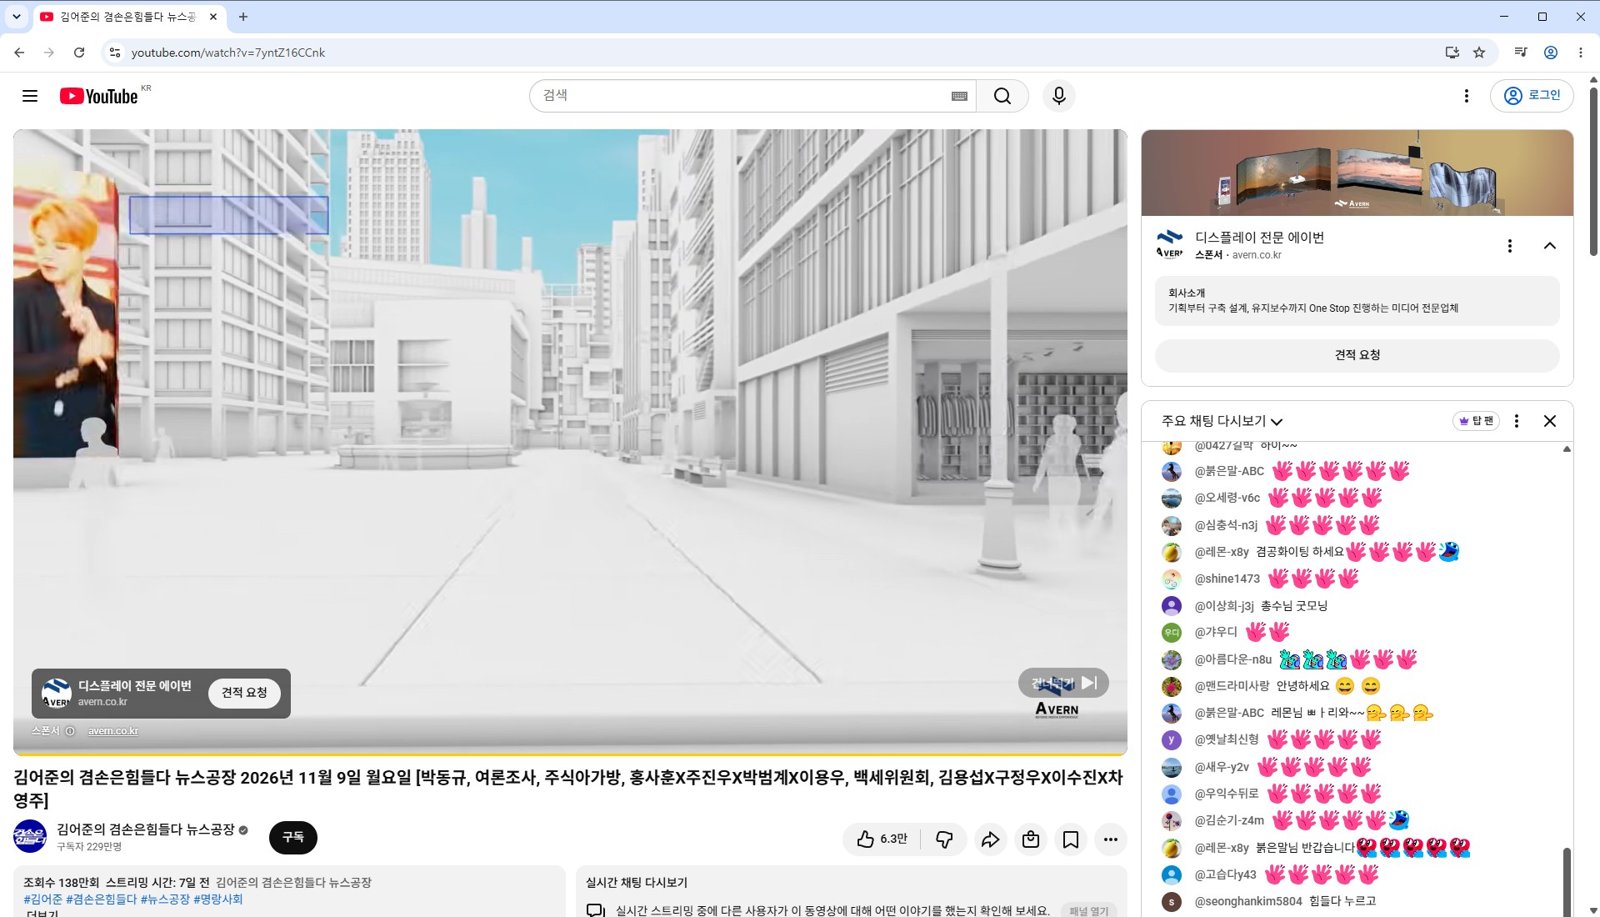 김어준의 겸손은힘들다 뉴스공
youtube.com/watch?v=7yntZ16CCnk
YouTube KR
검색
로그인
AVERN
디스플레이 전문 에이번
스폰서 · avern.co.kr
회사소개
기획부터 구축 설계, 유지보수까지 One Stop 진행하는 미디어 전문업체
견적 요청
디스플레이 전문 에이번
avern.co.kr
견적 요청
건너뛰기
AVERN
스폰서 avern.co.kr
김어준의 겸손은힘들다 뉴스공장 2026년 11월 9일 월요일 [박동규, 여론조사, 주식아가방, 홍사훈X주진우X박범계X이용우, 백세위원회, 김용섭X구정우X이수진X차
영주]
김어준의 겸손은힘들다 뉴스공장
구독자 229만명
구독
6.3만
조회수 138만회 스트리밍 시간: 7일 전 김어준의 겸손은힘들다 뉴스공장
#김어준 #겸손은힘들다 #뉴스공장 #명랑사회
더보기
실시간 채팅 다시보기
실시간 스트리밍 중에 다른 사용자가 이 동영상에 대해 어떤 이야기를 했는지 확인해 보세요. 패널 열기
주요 채팅 다시보기
탑 팬
@0427길박 하이~~
@붉은말-ABC
@오세령-v6c
@심충석-n3j
@레몬-x8y 겸공화이팅 하세요
@shine1473
@이상희-j3j 총수님 굿모닝
우디 @갸우디
@아름다운-n8u
@맨드라미사랑 안녕하세요
@붉은말-ABC 레몬님 ㅃㅏ리와~~
y @옛날최신형
@새우-y2v
@우익수뒤로
@김순기-z4m
@레몬-x8y 붉은말님 반갑습니다
@고습다y43
s @seonghankim5804 힘들다 누르고